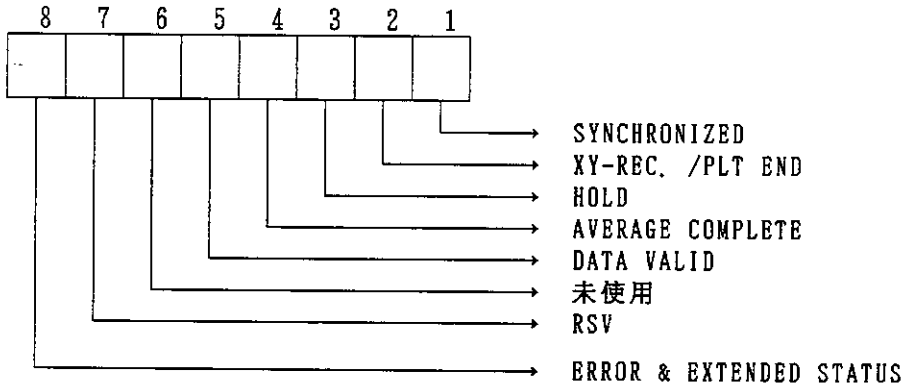 8 7 6 5 4 3 2 1
SYNCHRONIZED
XY-REC. /PLT END
HOLD
AVERAGE COMPLETE
DATA VALID
未使用
RSV
ERROR & EXTENDED STATUS